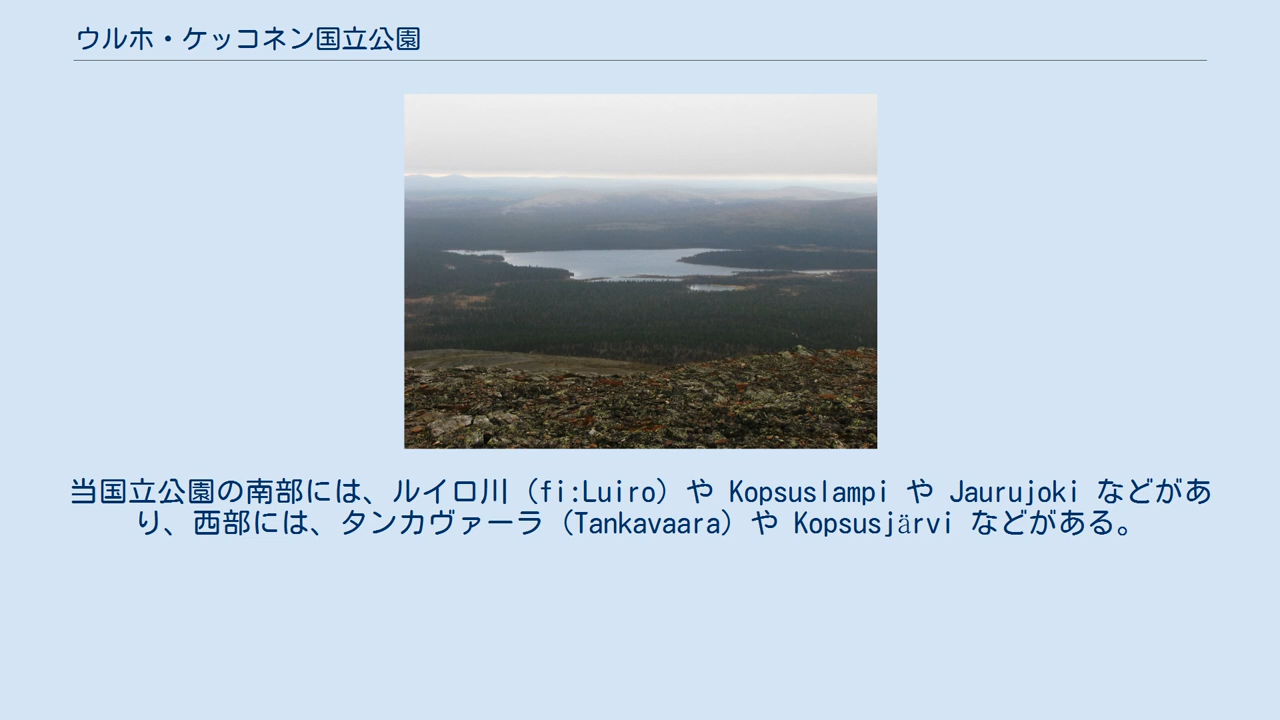 ウルホ・ケッコネン国立公園
当国立公園の南部には、ルイロ川（fi:Luiro）や Kopsuslampi や Jaurujoki などがあ
り、西部には、タンカヴァーラ（Tankavaara）や Kopsusjärvi などがある。